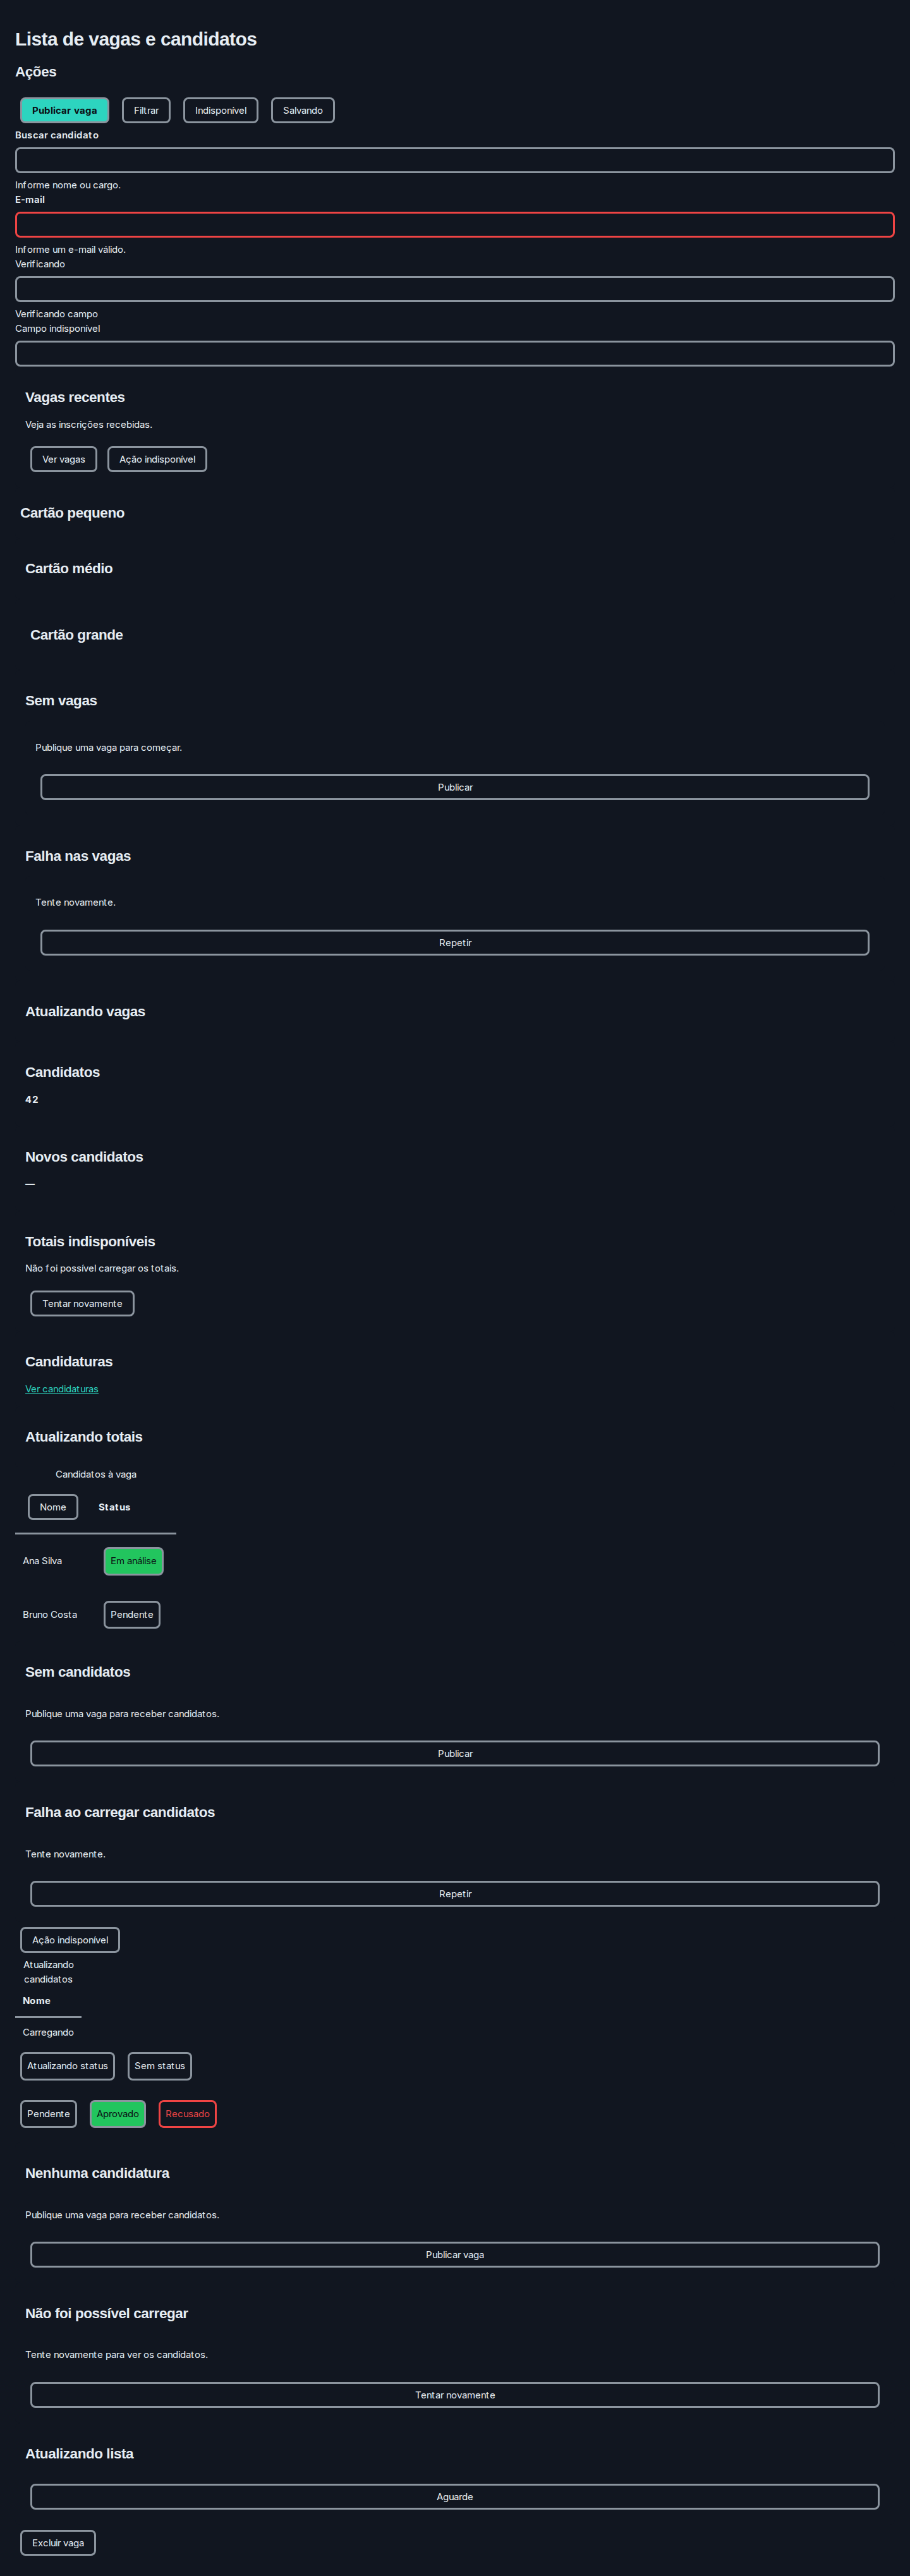 Lista de vagas e candidatos
Ações
Publicar vaga Filtrar Indisponível Salvando
Buscar candidato
Informe nome ou cargo.
E-mail
Informe um e-mail válido.
Verificando
Verificando campo
Campo indisponível
Vagas recentes
Veja as inscrições recebidas.
Ver vagas Ação indisponível
Cartão pequeno
Cartão médio
Cartão grande
Sem vagas
Publique uma vaga para começar.
Publicar
Falha nas vagas
Tente novamente.
Repetir
Atualizando vagas
Candidatos
42
Novos candidatos
—
Totais indisponíveis
Não foi possível carregar os totais.
Tentar novamente
Candidaturas
Ver candidaturas
Atualizando totais
Candidatos à vaga
Nome Status
Ana Silva Em análise
Bruno Costa Pendente
Sem candidatos
Publique uma vaga para receber candidatos.
Publicar
Falha ao carregar candidatos
Tente novamente.
Repetir
Ação indisponível
Atualizando
candidatos
Nome
Carregando
Atualizando status Sem status
Pendente Aprovado Recusado
Nenhuma candidatura
Publique uma vaga para receber candidatos.
Publicar vaga
Não foi possível carregar
Tente novamente para ver os candidatos.
Tentar novamente
Atualizando lista
Aguarde
Excluir vaga